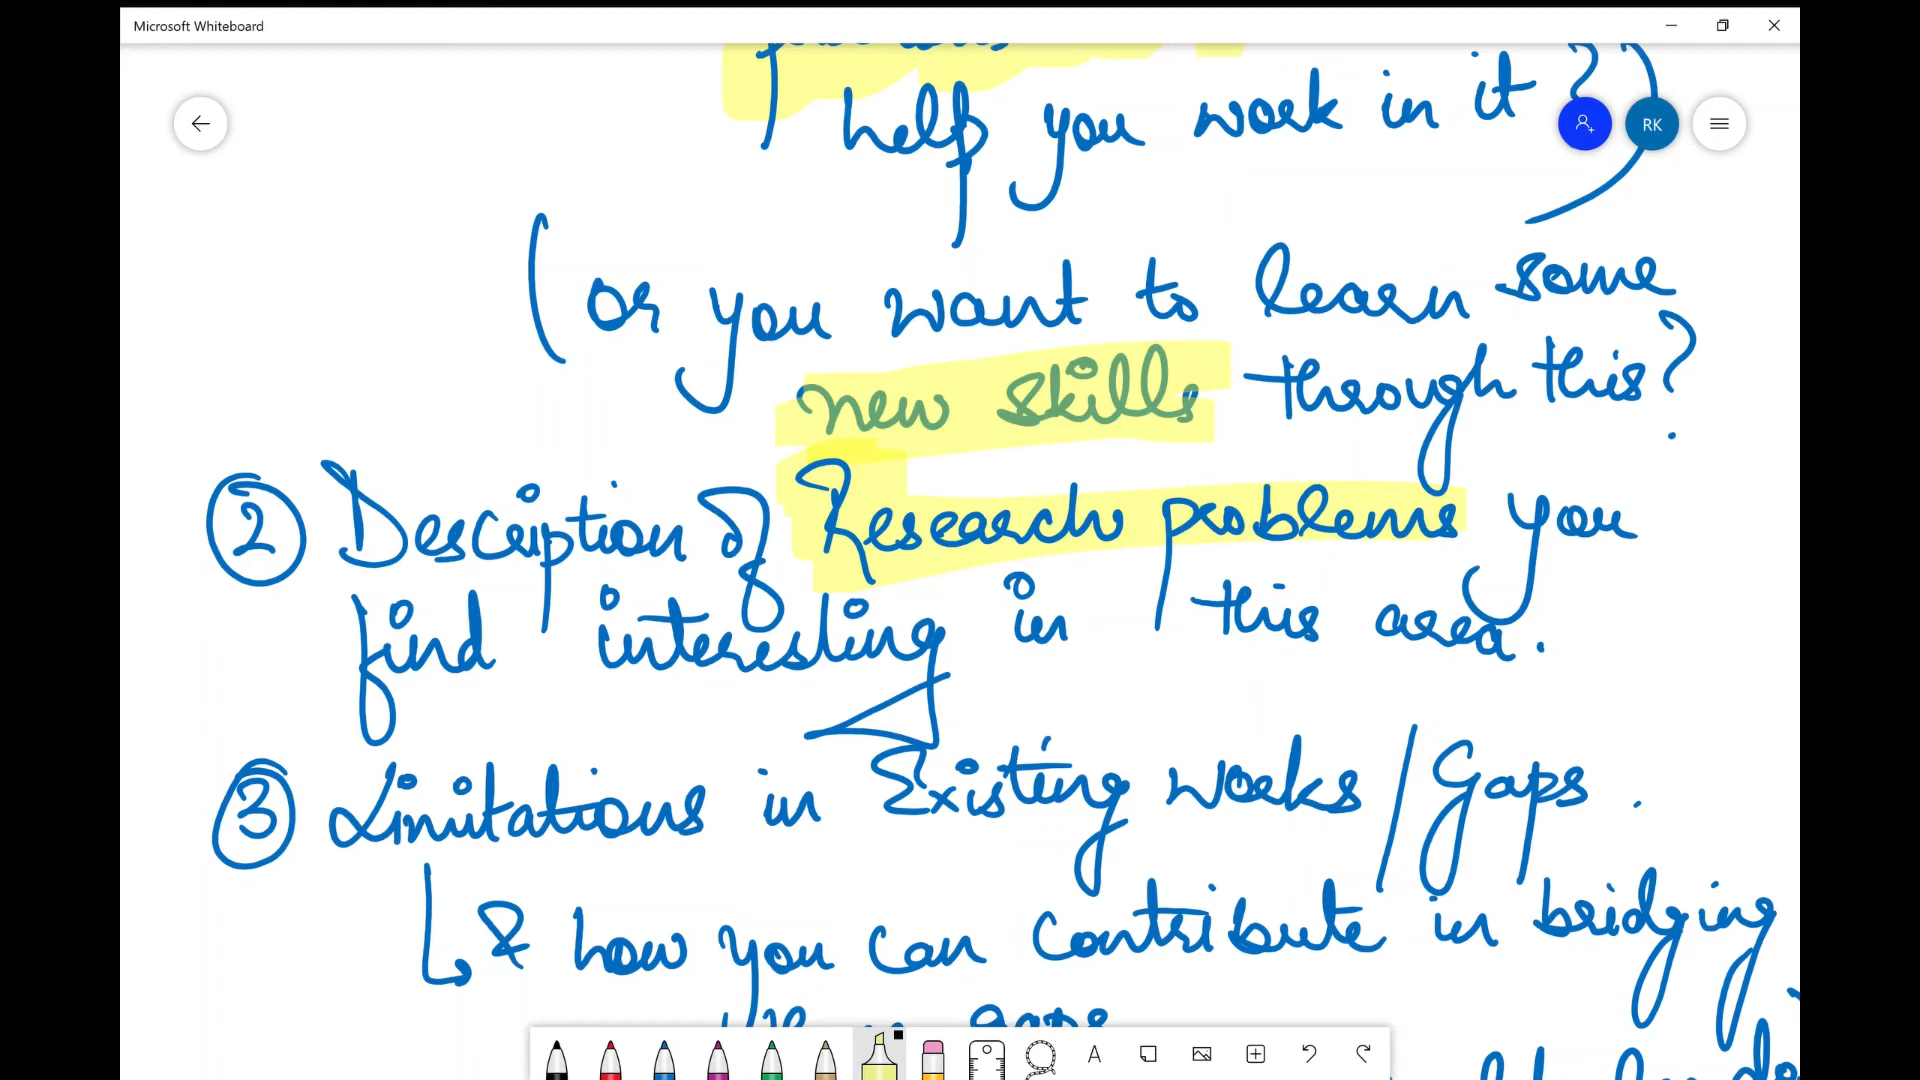 Microsoft Whiteboard
help you work in it ?)
RK
(or you want to learn some
new skills through this?
② Description of Research problems you
find interesting in this area.
③ Limitations in Existing works/Gaps.
& how you can contribute in bridging
gaps
A